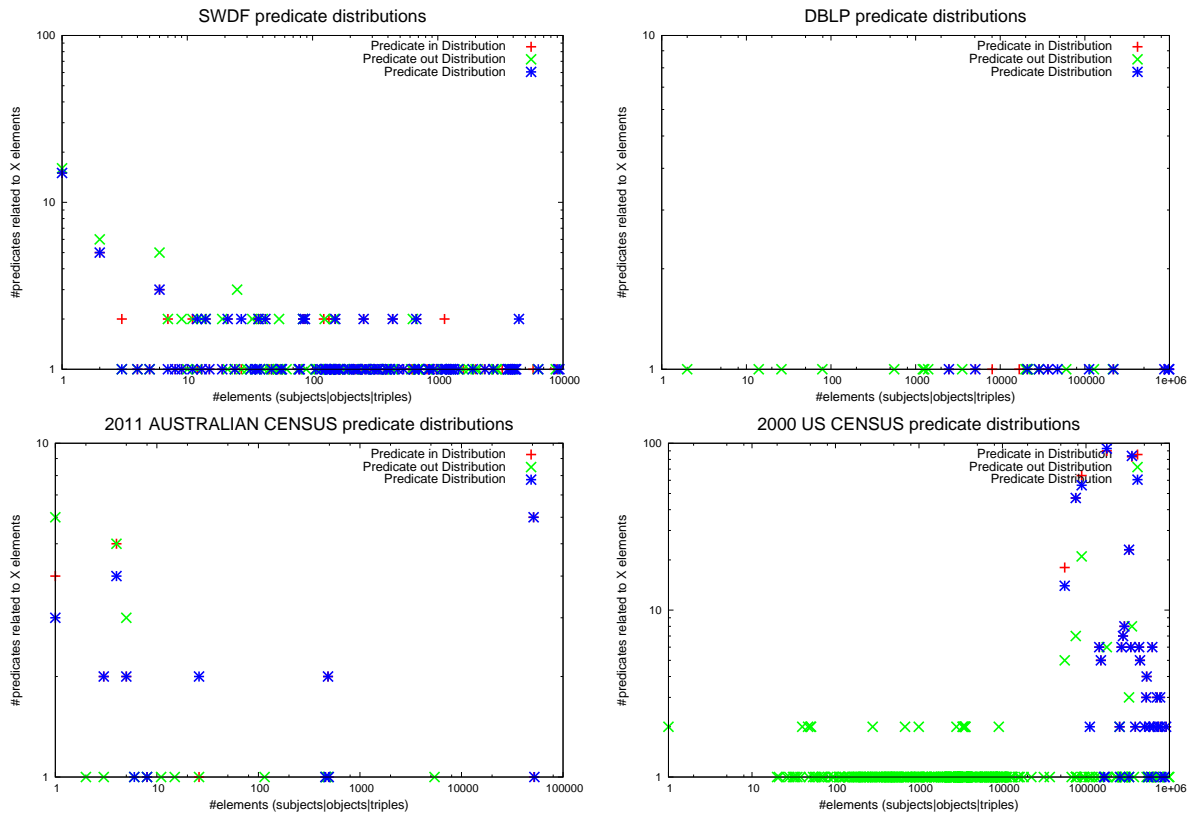 SWDF predicate distributions
100
10
1
#predicates related to X elements
Predicate in Distribution
Predicate out Distribution
Predicate Distribution
1 10 100 1000 10000
#elements (subjects|objects|triples)
DBLP predicate distributions
10
1
#predicates related to X elements
Predicate in Distribution
Predicate out Distribution
Predicate Distribution
1 10 100 1000 10000 100000 1e+06
#elements (subjects|objects|triples)
2011 AUSTRALIAN CENSUS predicate distributions
10
1
#predicates related to X elements
Predicate in Distribution
Predicate out Distribution
Predicate Distribution
1 10 100 1000 10000 100000
#elements (subjects|objects|triples)
2000 US CENSUS predicate distributions
100
10
1
#predicates related to X elements
Predicate in Distribution
Predicate out Distribution
Predicate Distribution
1 10 100 1000 10000 100000 1e+06
#elements (subjects|objects|triples)